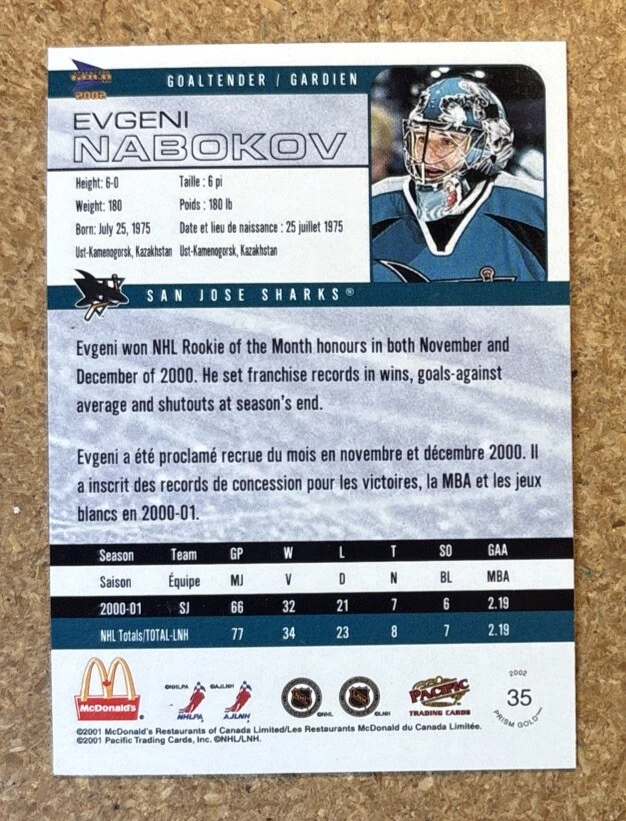 GOLD
2002
GOALTENDER / GARDIEN
EVGENI
NABOKOV
Height: 6-0 Taille : 6 pi
Weight: 180 Poids : 180 lb
Born: July 25, 1975 Date et lieu de naissance : 25 juillet 1975
Ust-Kamenogorsk, Kazakhstan Ust-Kamenogorsk, Kazakhstan
SAN JOSE SHARKS®
Evgeni won NHL Rookie of the Month honours in both November and
December of 2000. He set franchise records in wins, goals-against
average and shutouts at season's end.
Evgeni a été proclamé recrue du mois en novembre et décembre 2000. Il
a inscrit des records de concession pour les victoires, la MBA et les jeux
blancs en 2000-01.
Season Team GP W L T SO GAA
Saison Équipe MJ V D N BL MBA
2000-01 SJ 66 32 21 7 6 2.19
NHL Totals/TOTAL-LNH 77 34 23 8 7 2.19
McDonald's®
©NHLPA ©AJLNH
NHLPA AJLNH
©NHL ©LNH
PACIFIC
TRADING CARDS
2002
35
PRISM GOLD
©2001 McDonald's Restaurants of Canada Limited/Les Restaurants McDonald du Canada Limitée.
©2001 Pacific Trading Cards, Inc. ©NHL/LNH.